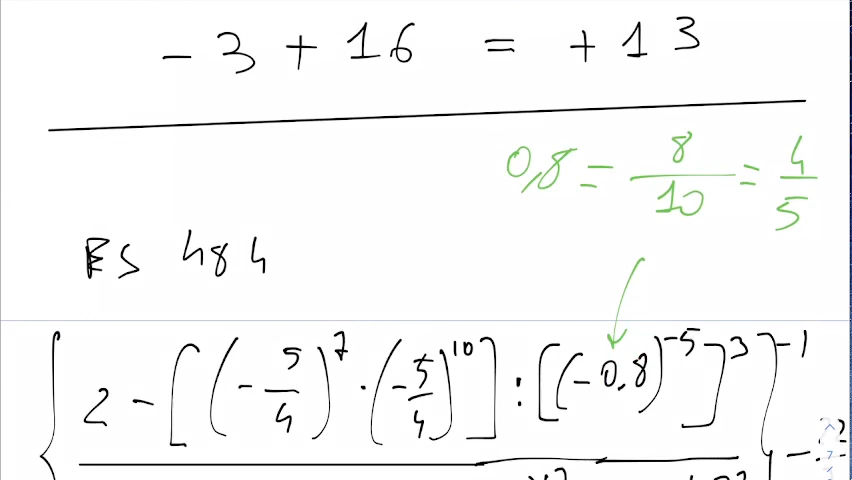 - 3 + 16 = + 13
0,8 = 8/10 = 4/5
ES 484
{ 2 - [ ( - 5/4 )^7 · ( - 5/4 )^10 ] : [ ( - 0,8 )^-5 ]^3 }^-1